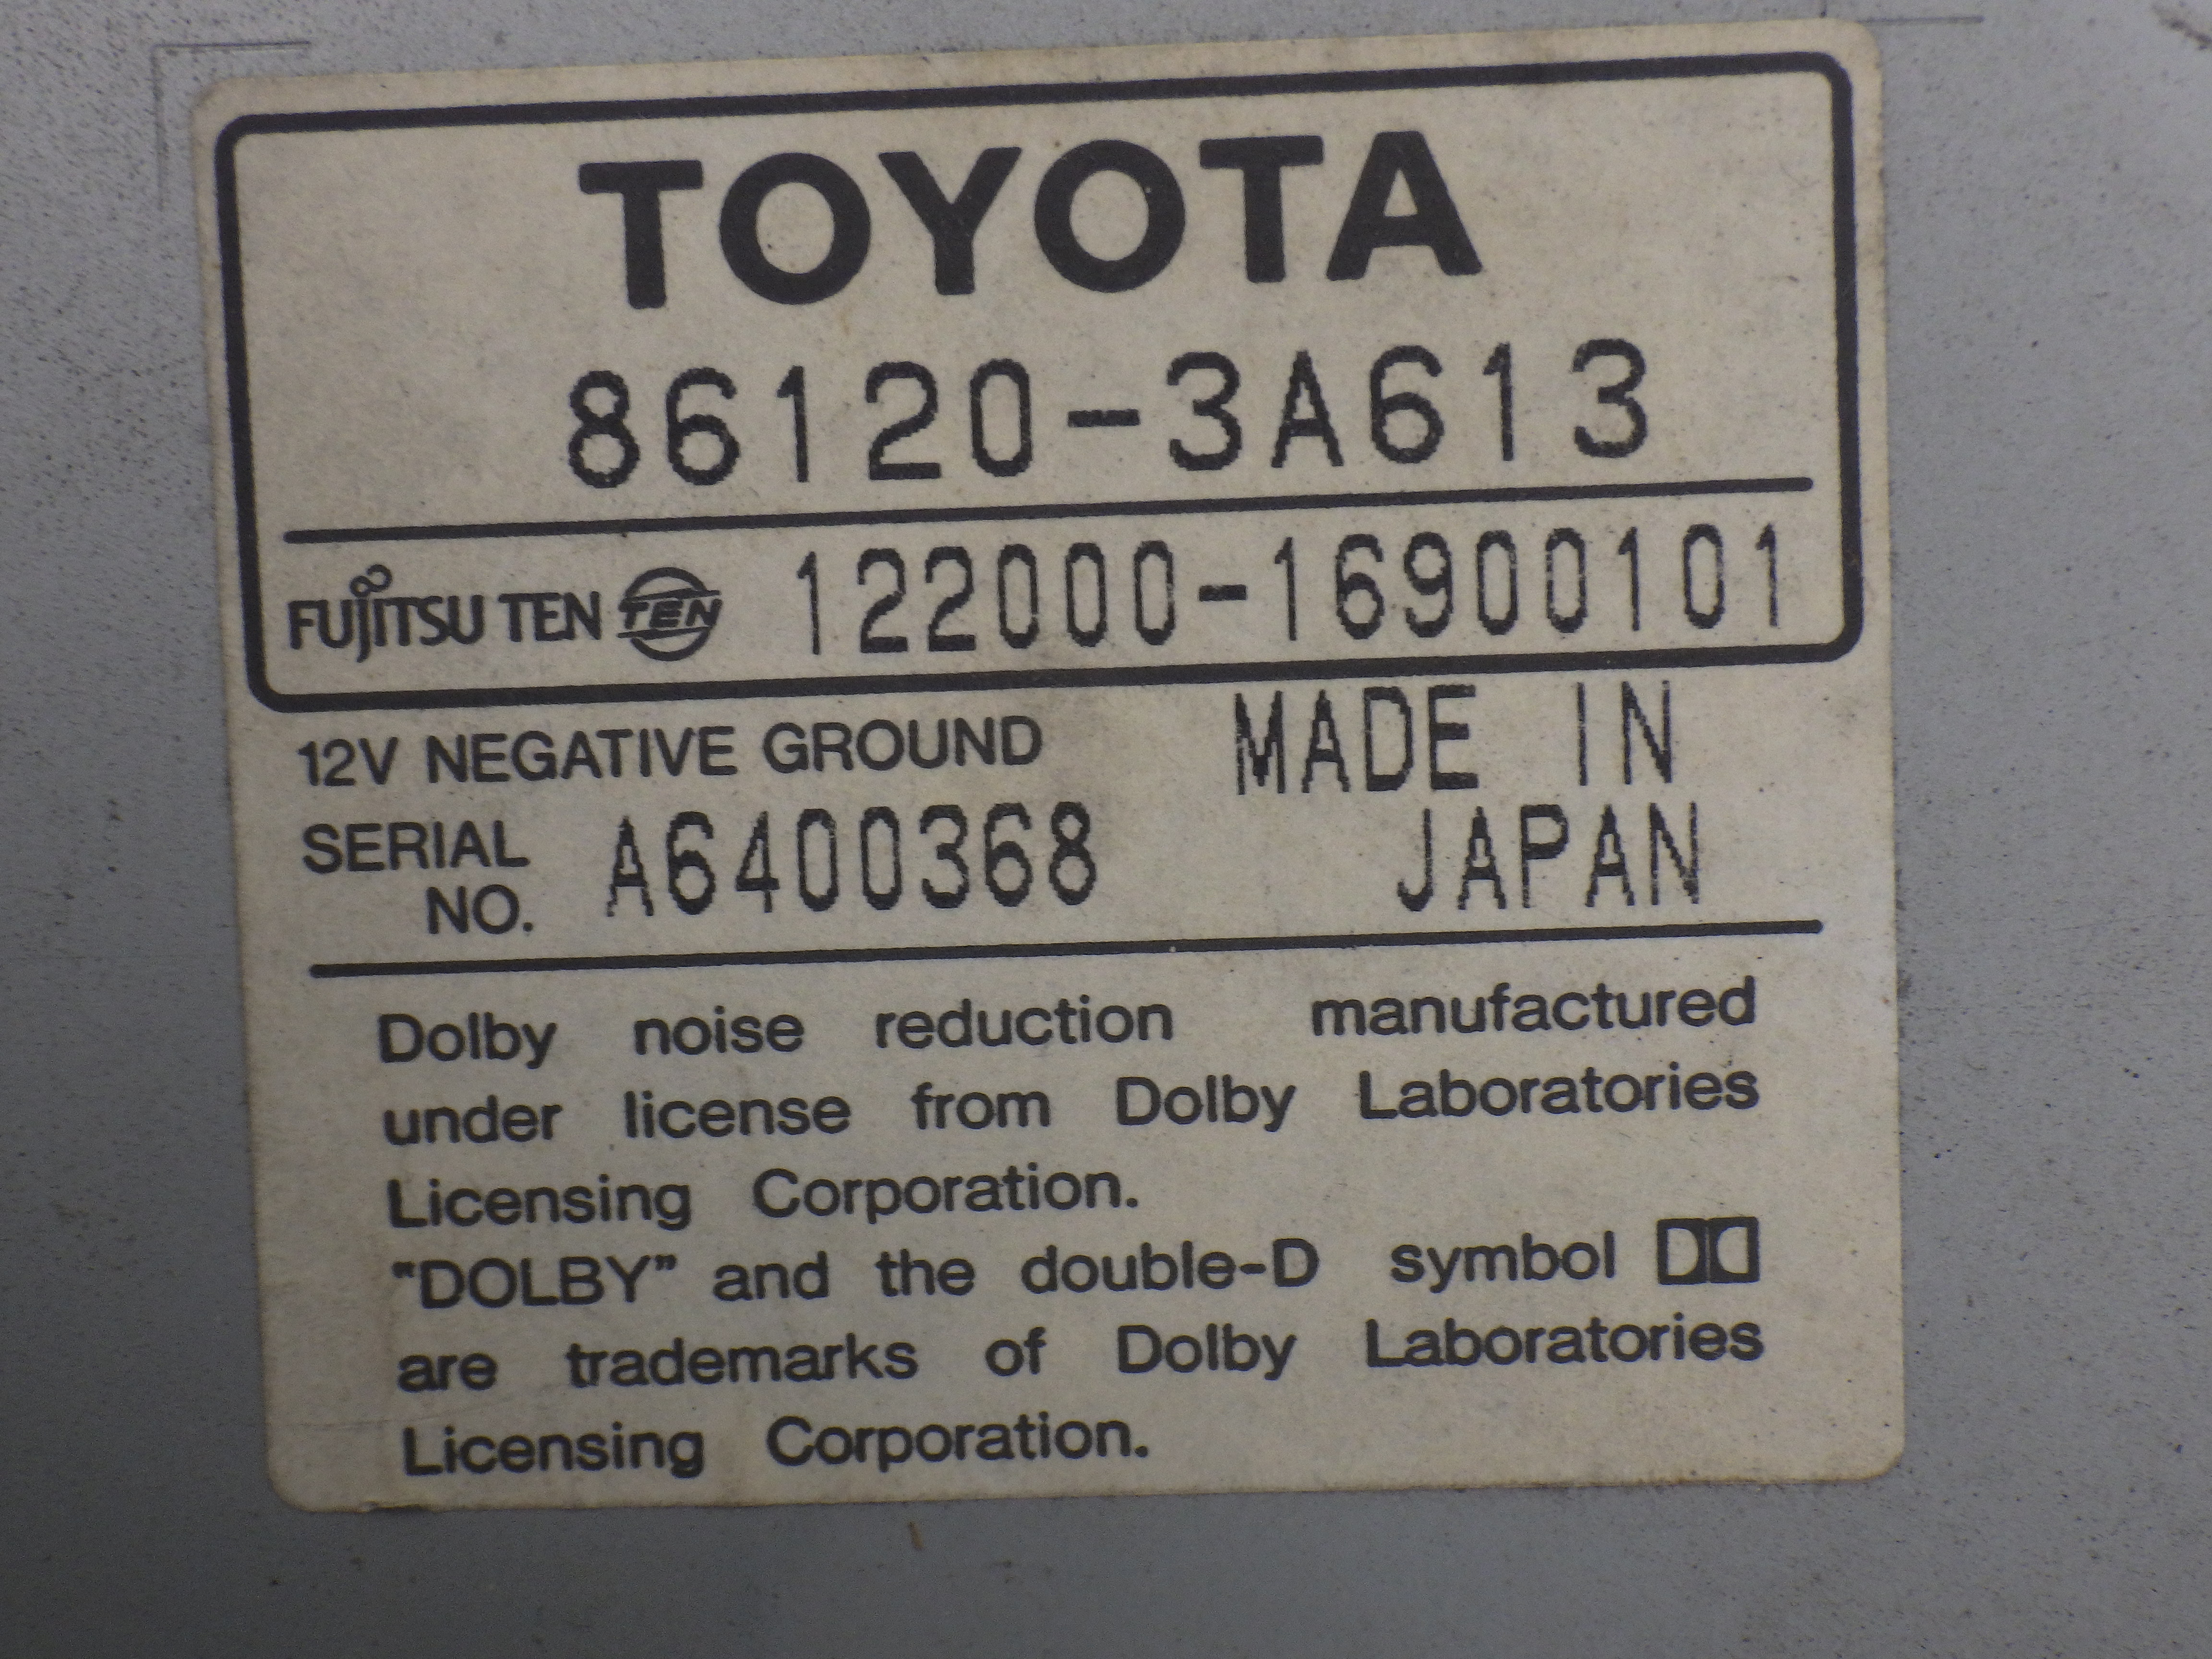 TOYOTA
86120-3A613
FUJITSU TEN TEN 122000-16900101
12V NEGATIVE GROUND MADE IN
SERIAL NO. A6400368 JAPAN
Dolby noise reduction manufactured
under license from Dolby Laboratories
Licensing Corporation.
"DOLBY" and the double-D symbol
are trademarks of Dolby Laboratories
Licensing Corporation.